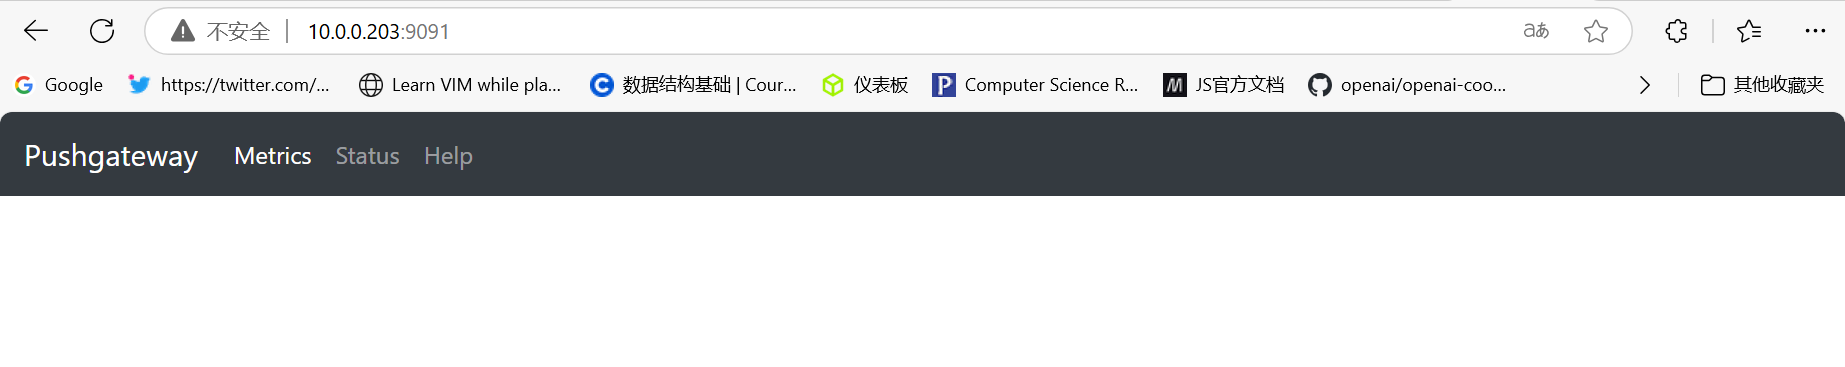 不安全 | 10.0.0.203:9091 aあ
Google https://twitter.com/... Learn VIM while pla... 数据结构基础 | Cour... 仪表板 Computer Science R... JS官方文档 openai/openai-coo... 其他收藏夹
Pushgateway Metrics Status Help